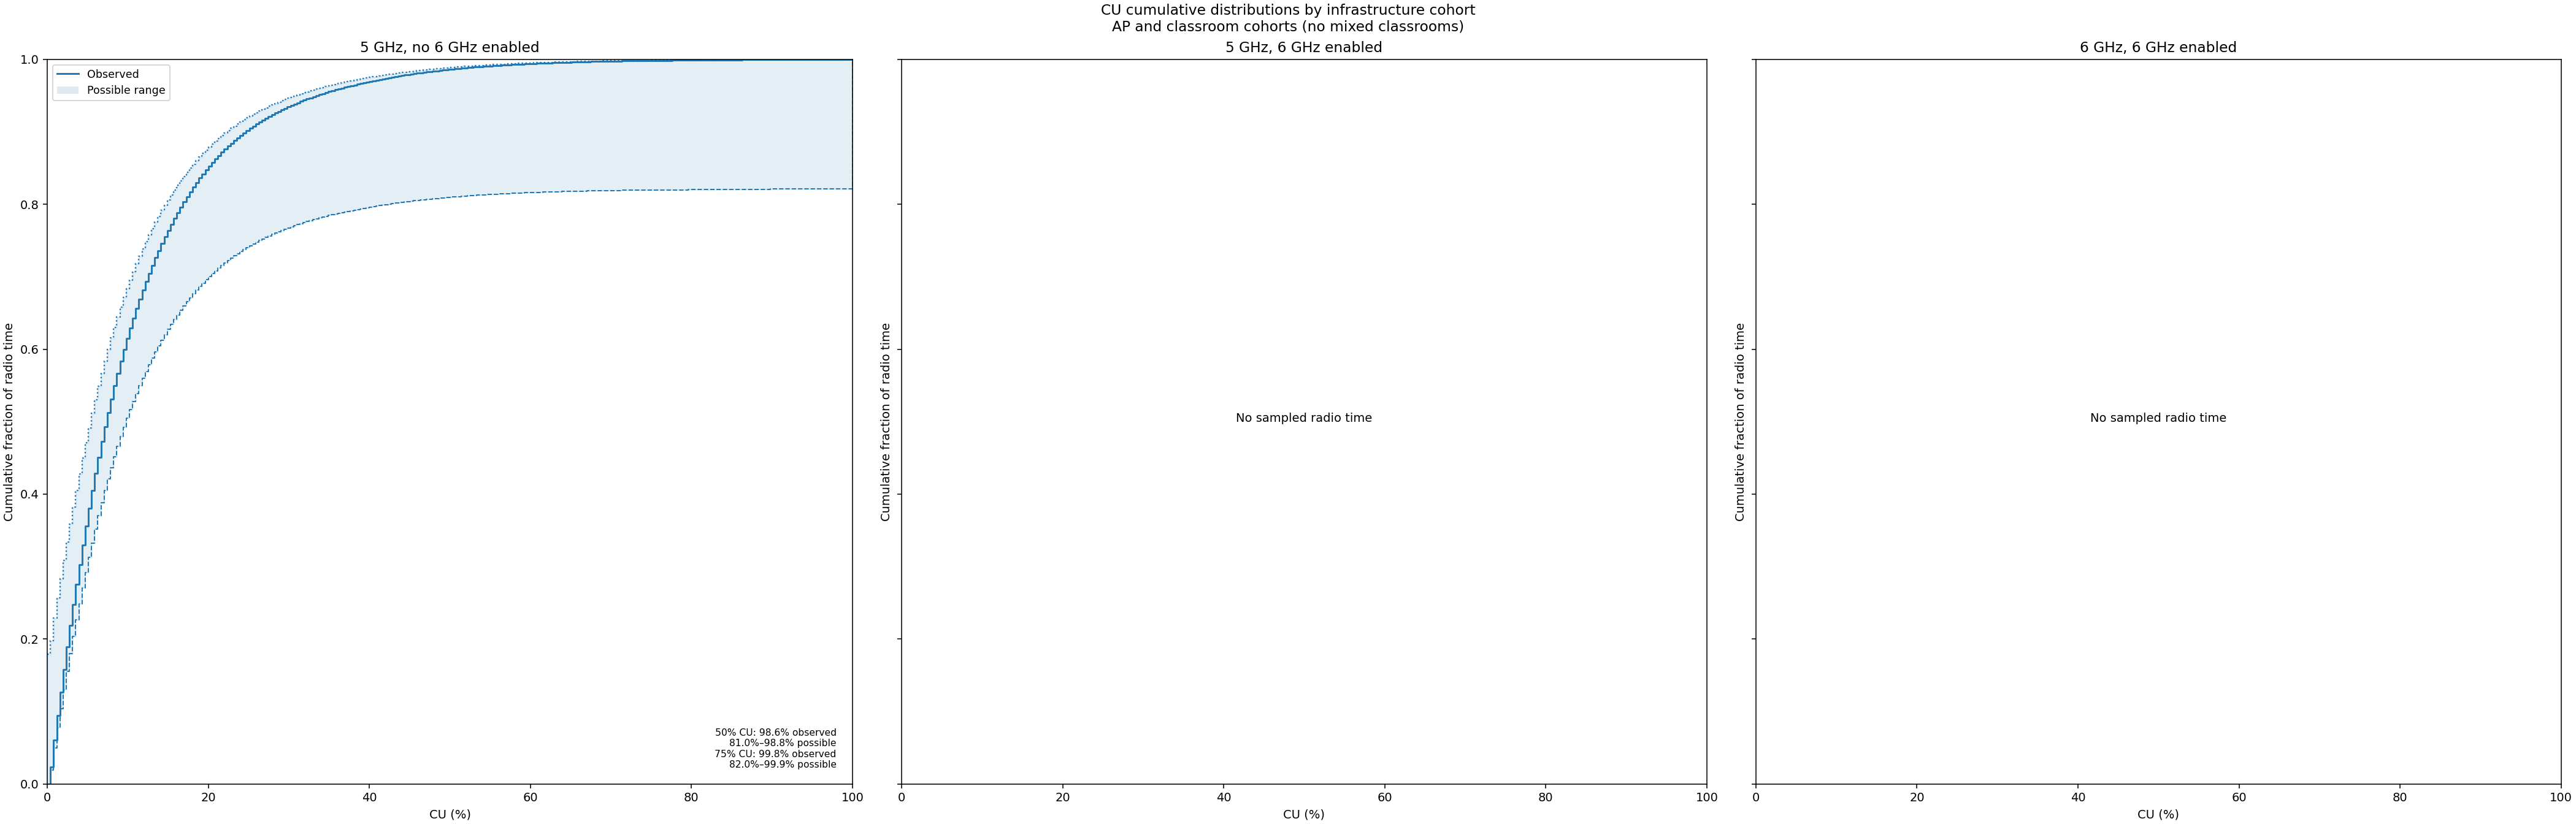 CU cumulative distributions by infrastructure cohort
AP and classroom cohorts (no mixed classrooms)
5 GHz, no 6 GHz enabled
Observed
Possible range
Cumulative fraction of radio time
1.0
0.8
0.6
0.4
0.2
0.0
50% CU: 98.6% observed
81.0%–98.8% possible
75% CU: 99.8% observed
82.0%–99.9% possible
0 20 40 60 80 100
CU (%)
5 GHz, 6 GHz enabled
Cumulative fraction of radio time
No sampled radio time
0 20 40 60 80 100
CU (%)
6 GHz, 6 GHz enabled
Cumulative fraction of radio time
No sampled radio time
0 20 40 60 80 100
CU (%)